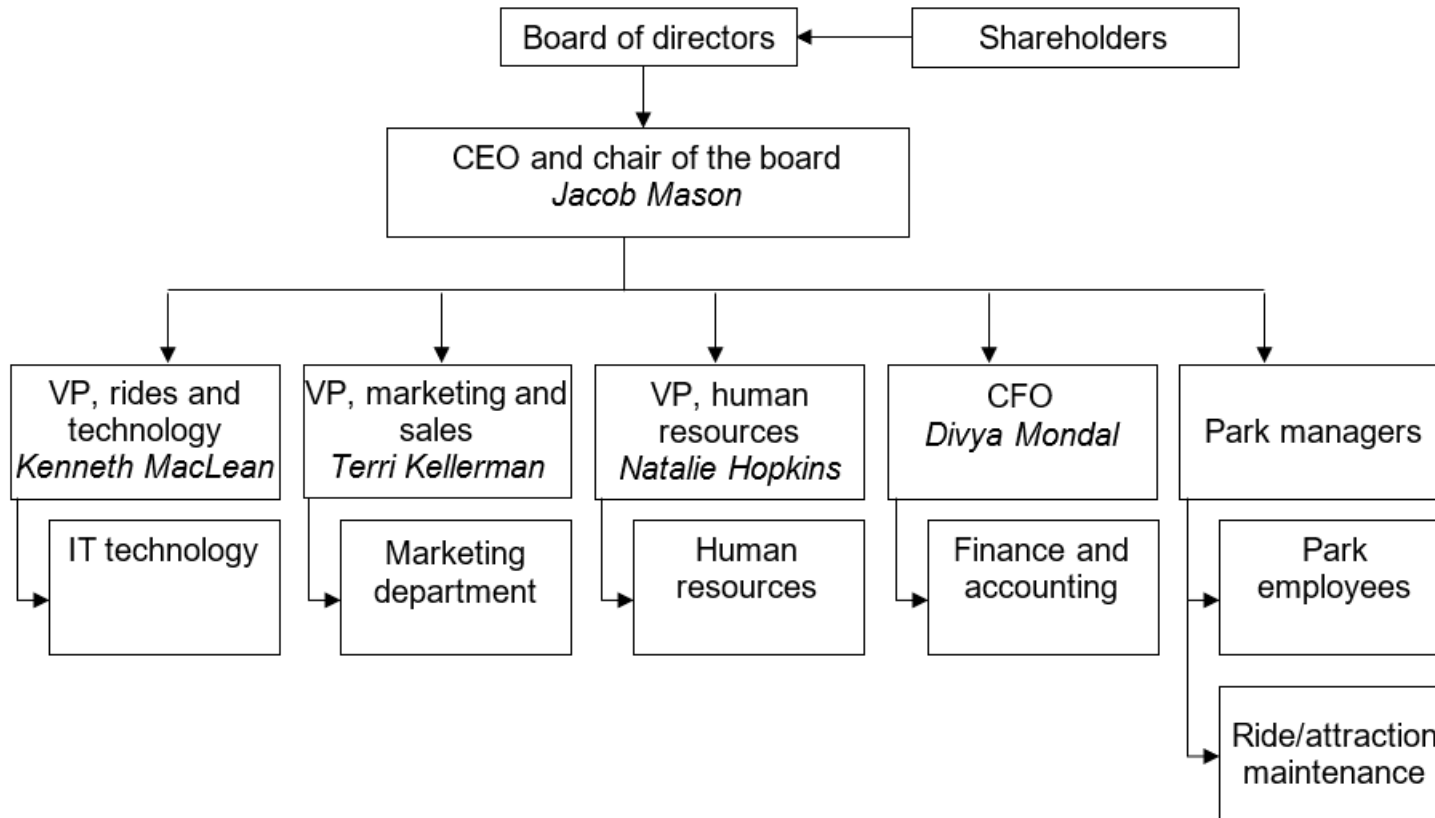 Board of directors
Shareholders
CEO and chair of the board
Jacob Mason
VP, rides and
technology
Kenneth MacLean
VP, marketing and
sales
Terri Kellerman
VP, human
resources
Natalie Hopkins
CFO
Divya Mondal
Park managers
IT technology
Marketing
department
Human
resources
Finance and
accounting
Park
employees
Ride/attraction
maintenance